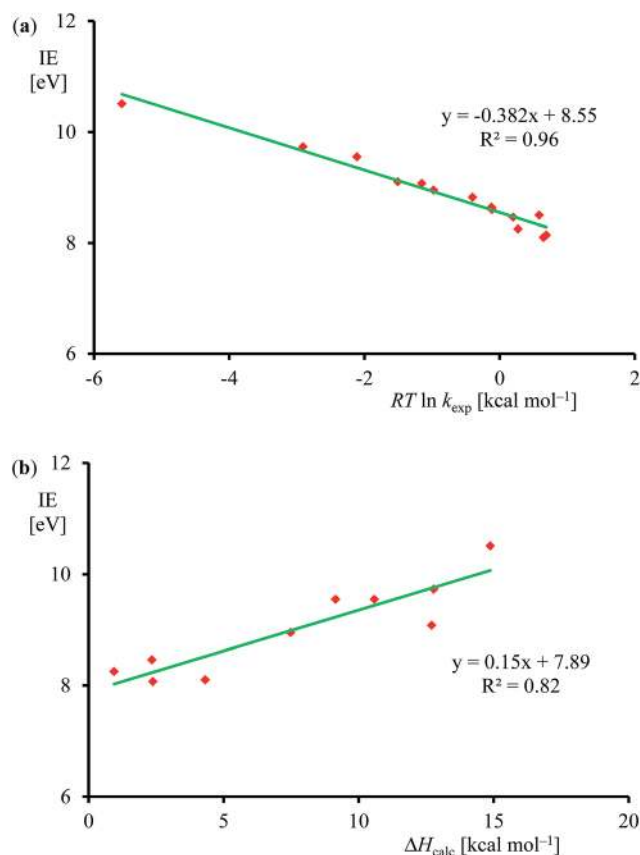 (a)
IE
[eV]
12
10
8
6
y = -0.382x + 8.55
R² = 0.96
-6 -4 -2 0 2
RT ln k_exp [kcal mol⁻¹]
(b)
IE
[eV]
12
10
8
6
y = 0.15x + 7.89
R² = 0.82
0 5 10 15 20
ΔH_calc [kcal mol⁻¹]